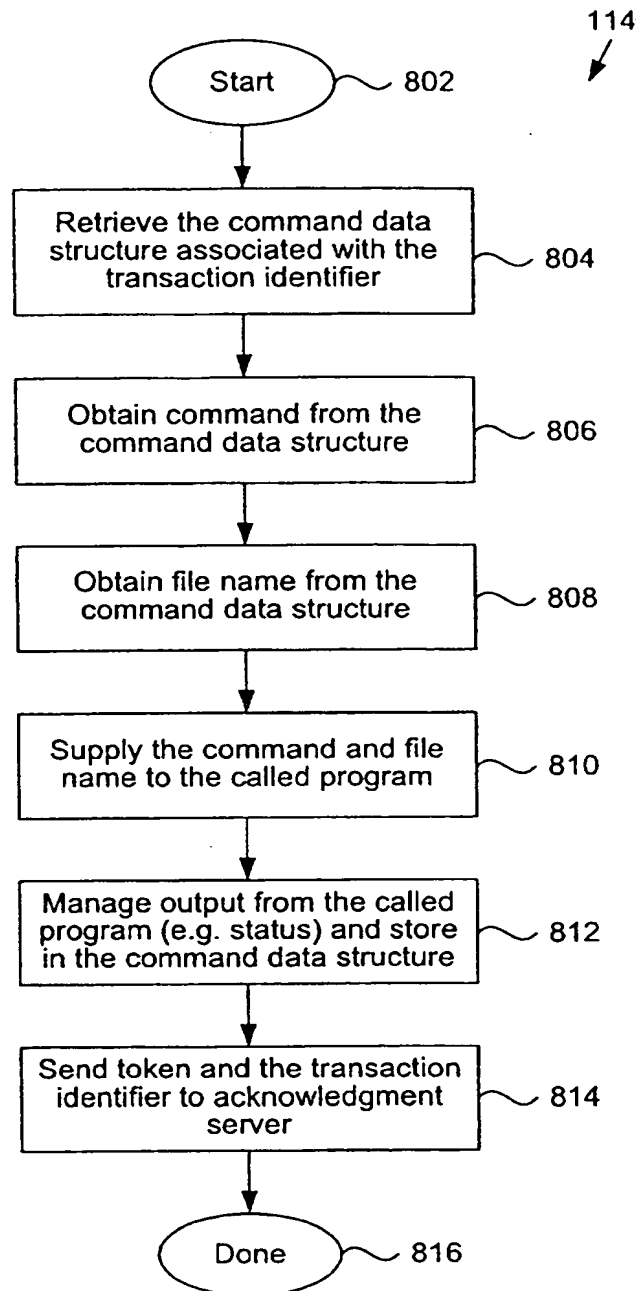 114
Start
802
Retrieve the command data
structure associated with the
transaction identifier
804
Obtain command from the
command data structure
806
Obtain file name from the
command data structure
808
Supply the command and file
name to the called program
810
Manage output from the called
program (e.g. status) and store
in the command data structure
812
Send token and the transaction
identifier to acknowledgment
server
814
Done
816